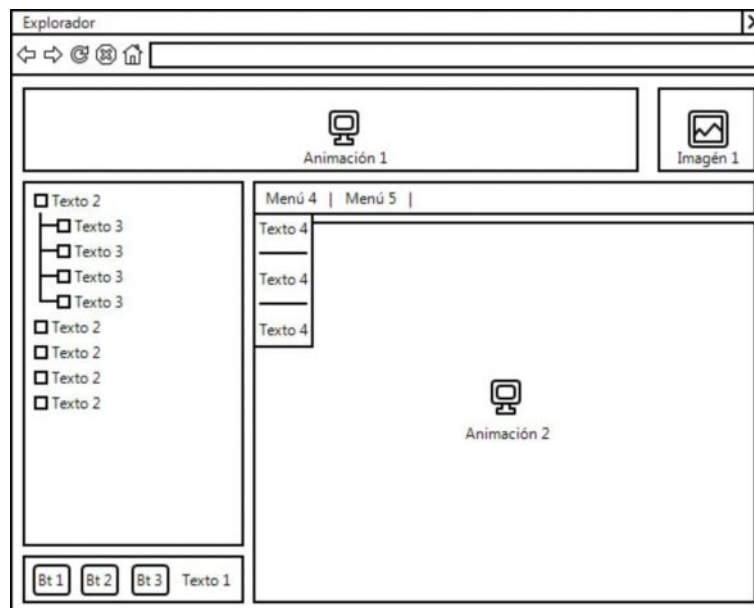 Explorador
Animación 1
Imagén 1
Texto 2
Texto 3
Texto 3
Texto 3
Texto 3
Texto 2
Texto 2
Texto 2
Texto 2
Bt 1 Bt 2 Bt 3 Texto 1
Menú 4 | Menú 5 |
Texto 4
Texto 4
Texto 4
Animación 2